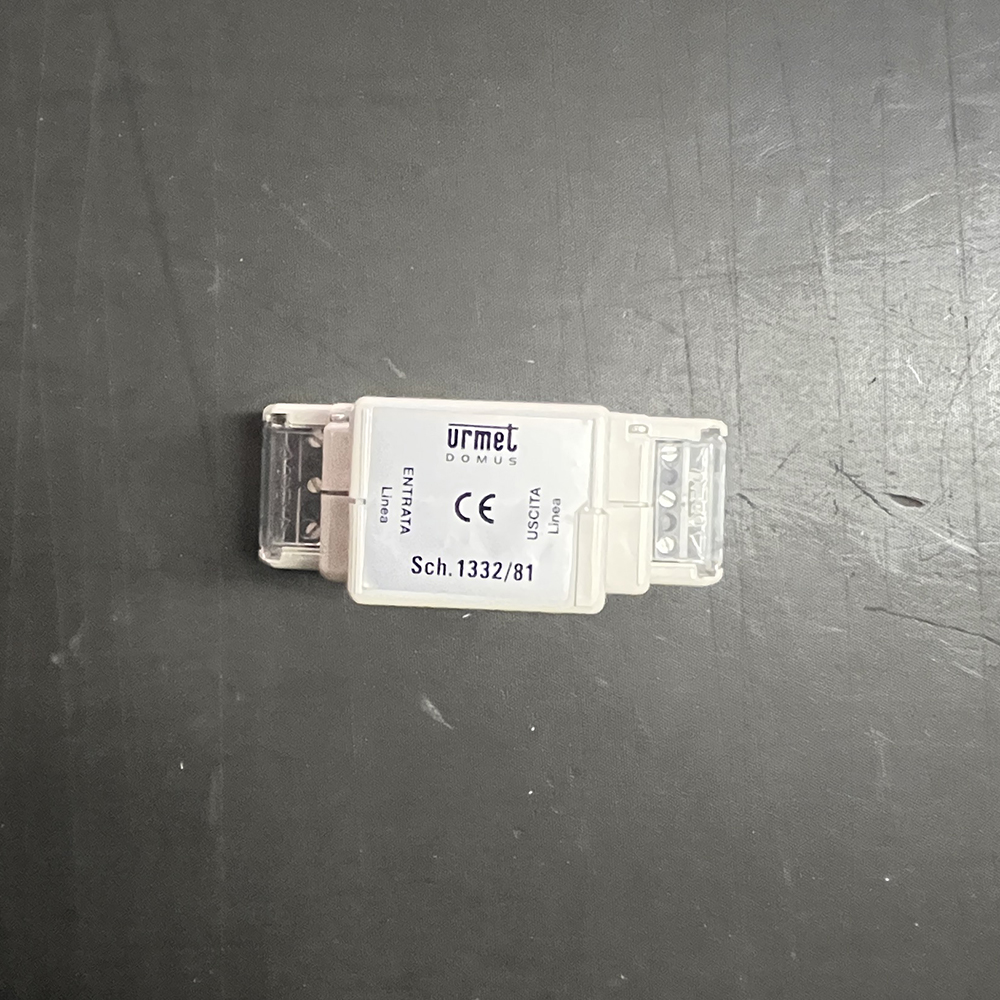 urmet
DOMUS
ENTRATA
Linea
CE
USCITA
Linea
Sch. 1332/81